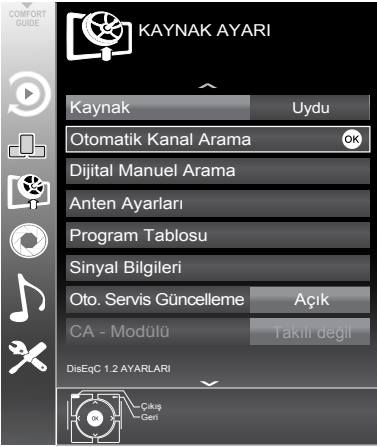 COMFORT
GUIDE
KAYNAK AYARI
Kaynak Uydu
Otomatik Kanal Arama OK
Dijital Manuel Arama
Anten Ayarları
Program Tablosu
Sinyal Bilgileri
Oto. Servis Güncelleme Açık
CA - Modülü Takılı değil
DisEqC 1.2 AYARLARI
Çıkış
Geri
OK